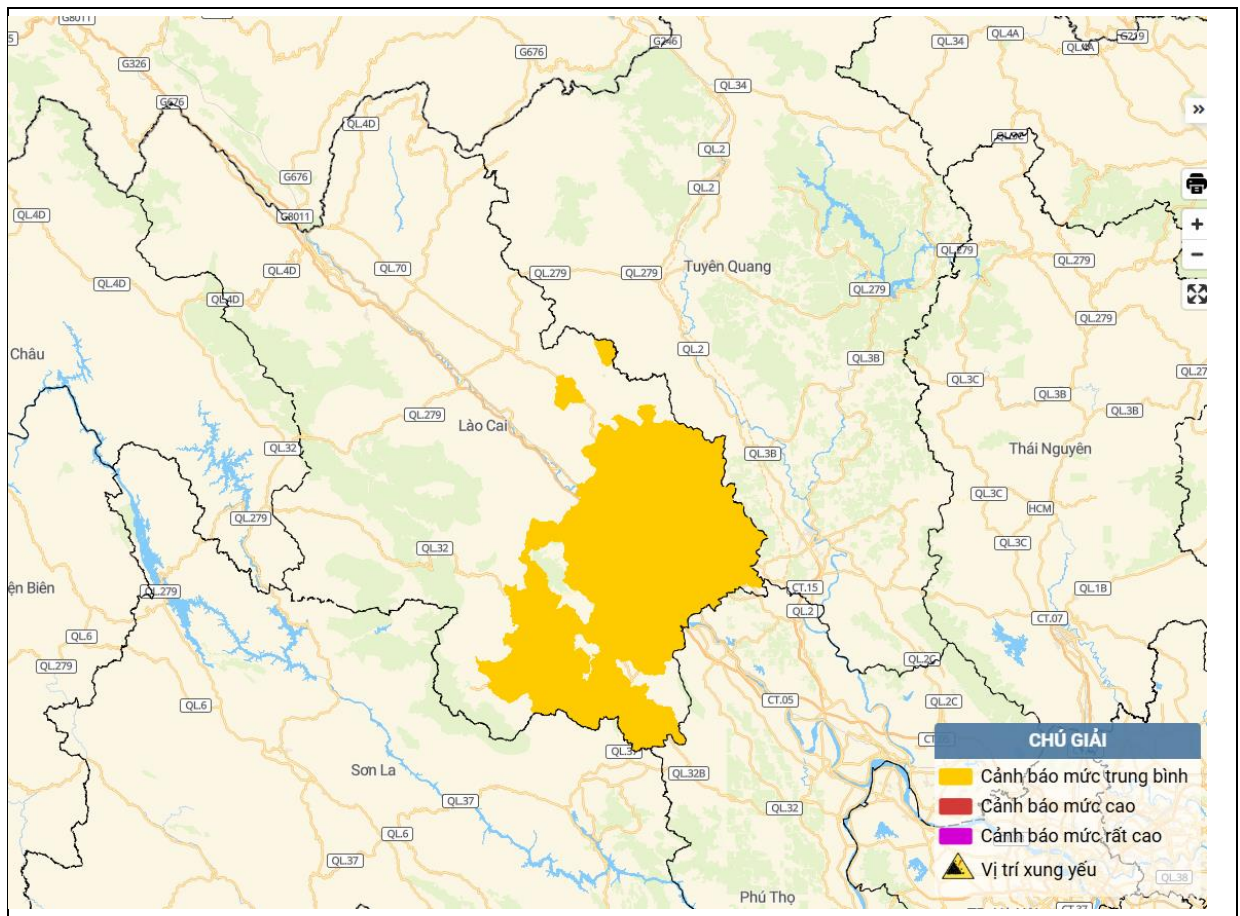 G8011
G676
G246
QL.34
QL.4A
QL.4A
G219
G326
QL.34
G676
QL.4D
QL.2
»
G676
QL.2
QL.4D
G8011
+
QL.279
−
QL.4D
QL.70
QL.279
QL.279
Tuyên Quang
QL.279
QL.4D
QL.4D
QL.279
QL.279
QL.2
Châu
QL.3B
QL.3C
QL.27
QL.3B
QL.3B
QL.279
Lào Cai
QL.32
QL.3B
Thái Nguyên
QL.3C
HCM
QL.279
QL.3C
QL.32
ện Biên
QL.279
CT.15
QL.1B
QL.2
CT.07
QL.6
QL.279
QL.2C
QL.6
CT.05
QL.2C
CHÚ GIẢI
QL.37
Sơn La
QL.32B
Cảnh báo mức trung bình
QL.37
QL.32
Cảnh báo mức cao
QL.6
Cảnh báo mức rất cao
QL.37
Vị trí xung yếu
QL.38
Phú Thọ
CT.37